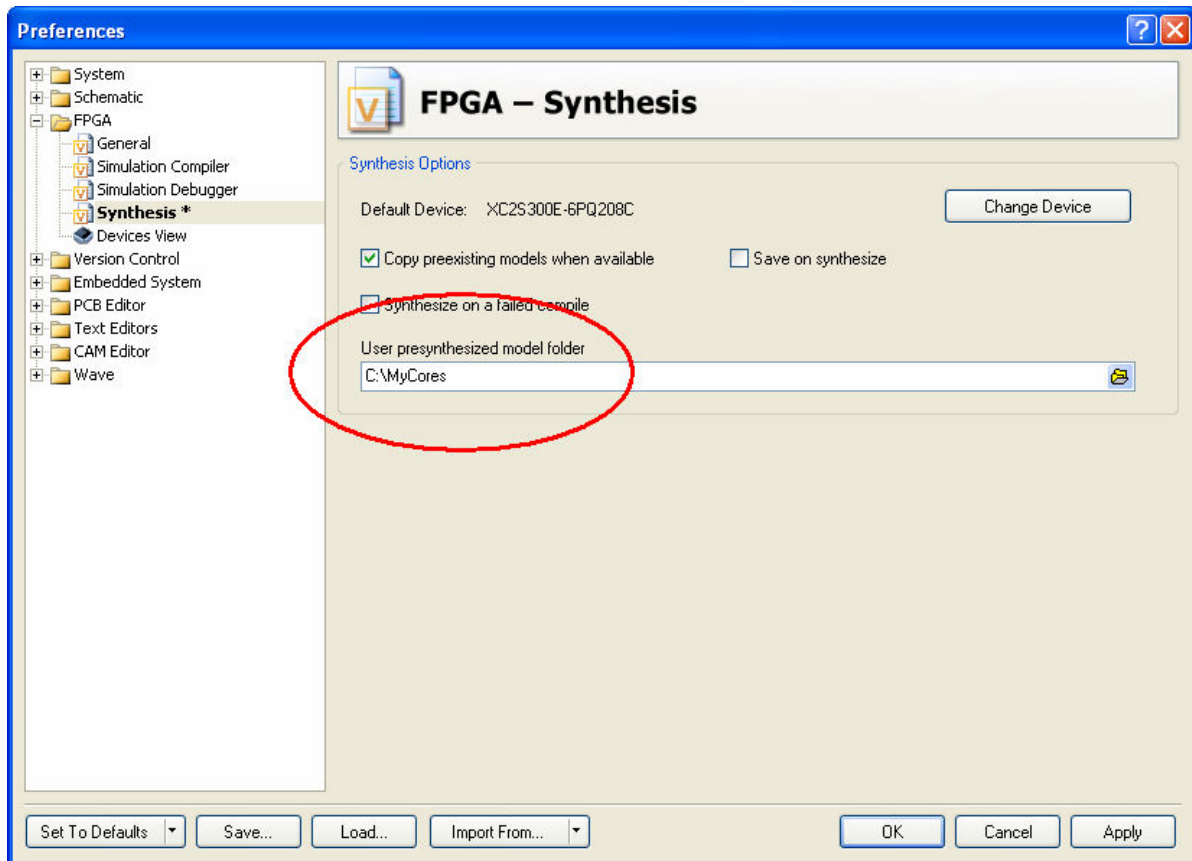 Preferences
System
Schematic
FPGA
General
Simulation Compiler
Simulation Debugger
Synthesis *
Devices View
Version Control
Embedded System
PCB Editor
Text Editors
CAM Editor
Wave
FPGA – Synthesis
Synthesis Options
Default Device: XC2S300E-6PQ208C Change Device
Copy preexisting models when available Save on synthesize
Synthesize on a failed compile
User presynthesized model folder
C:\MyCores
Set To Defaults Save... Load... Import From... OK Cancel Apply